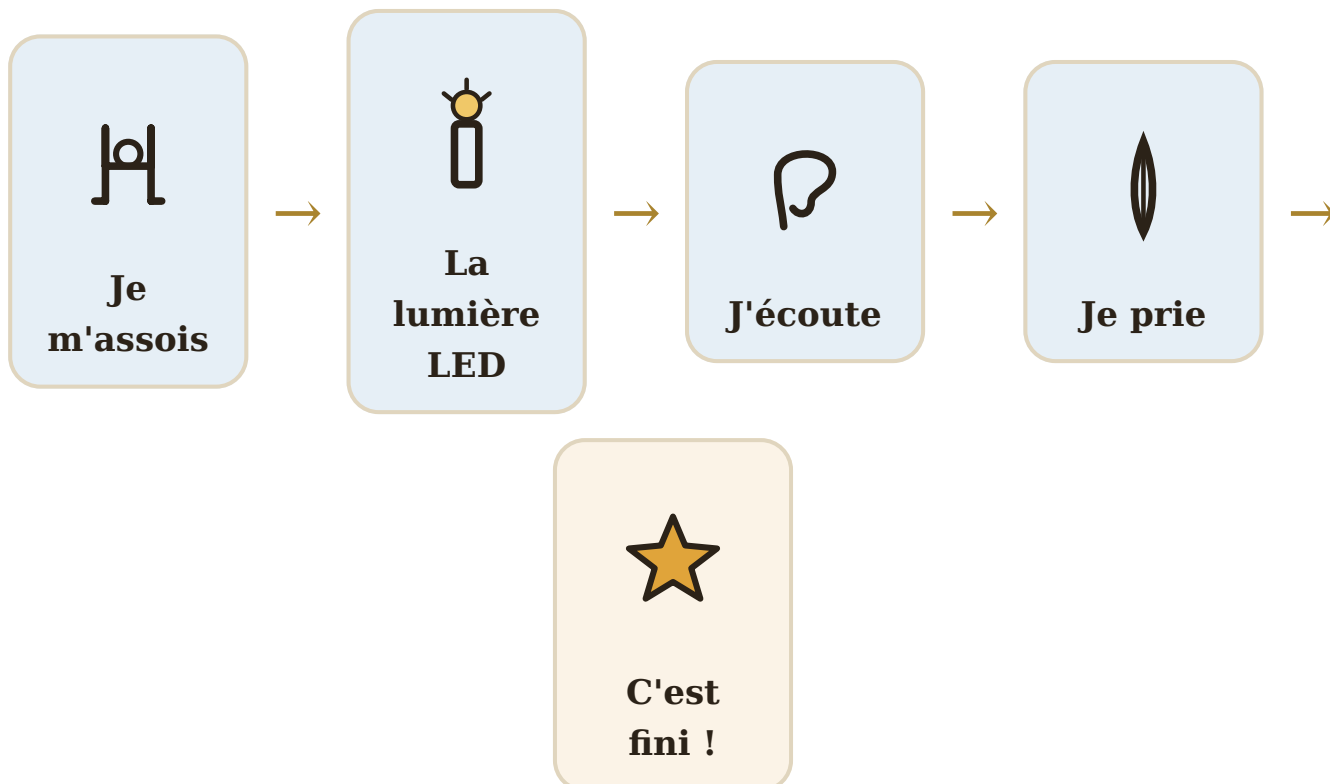 Je
m'assois
→
La
lumière
LED
→
J'écoute
→
Je prie
→
C'est
fini !